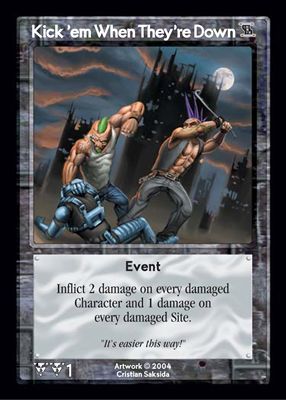 Kick 'em When They're Down
Event
Inflict 2 damage on every damaged
Character and 1 damage on
every damaged Site.
"It's easier this way!"
Artwork © 2004
Cristian Saksida
1